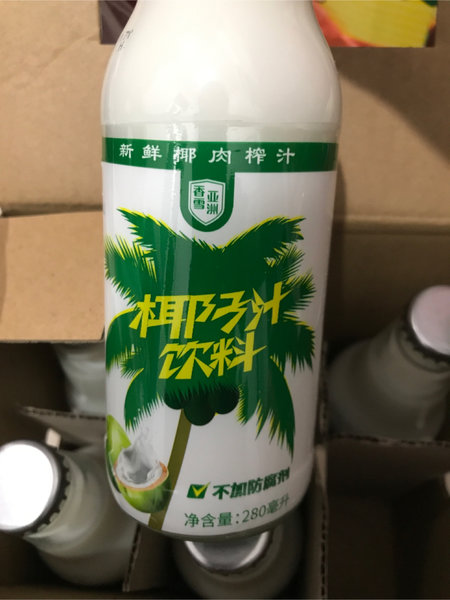 新鲜椰肉榨汁
香雪
亚洲
椰子汁
饮料
不加防腐剂
净含量:280毫升